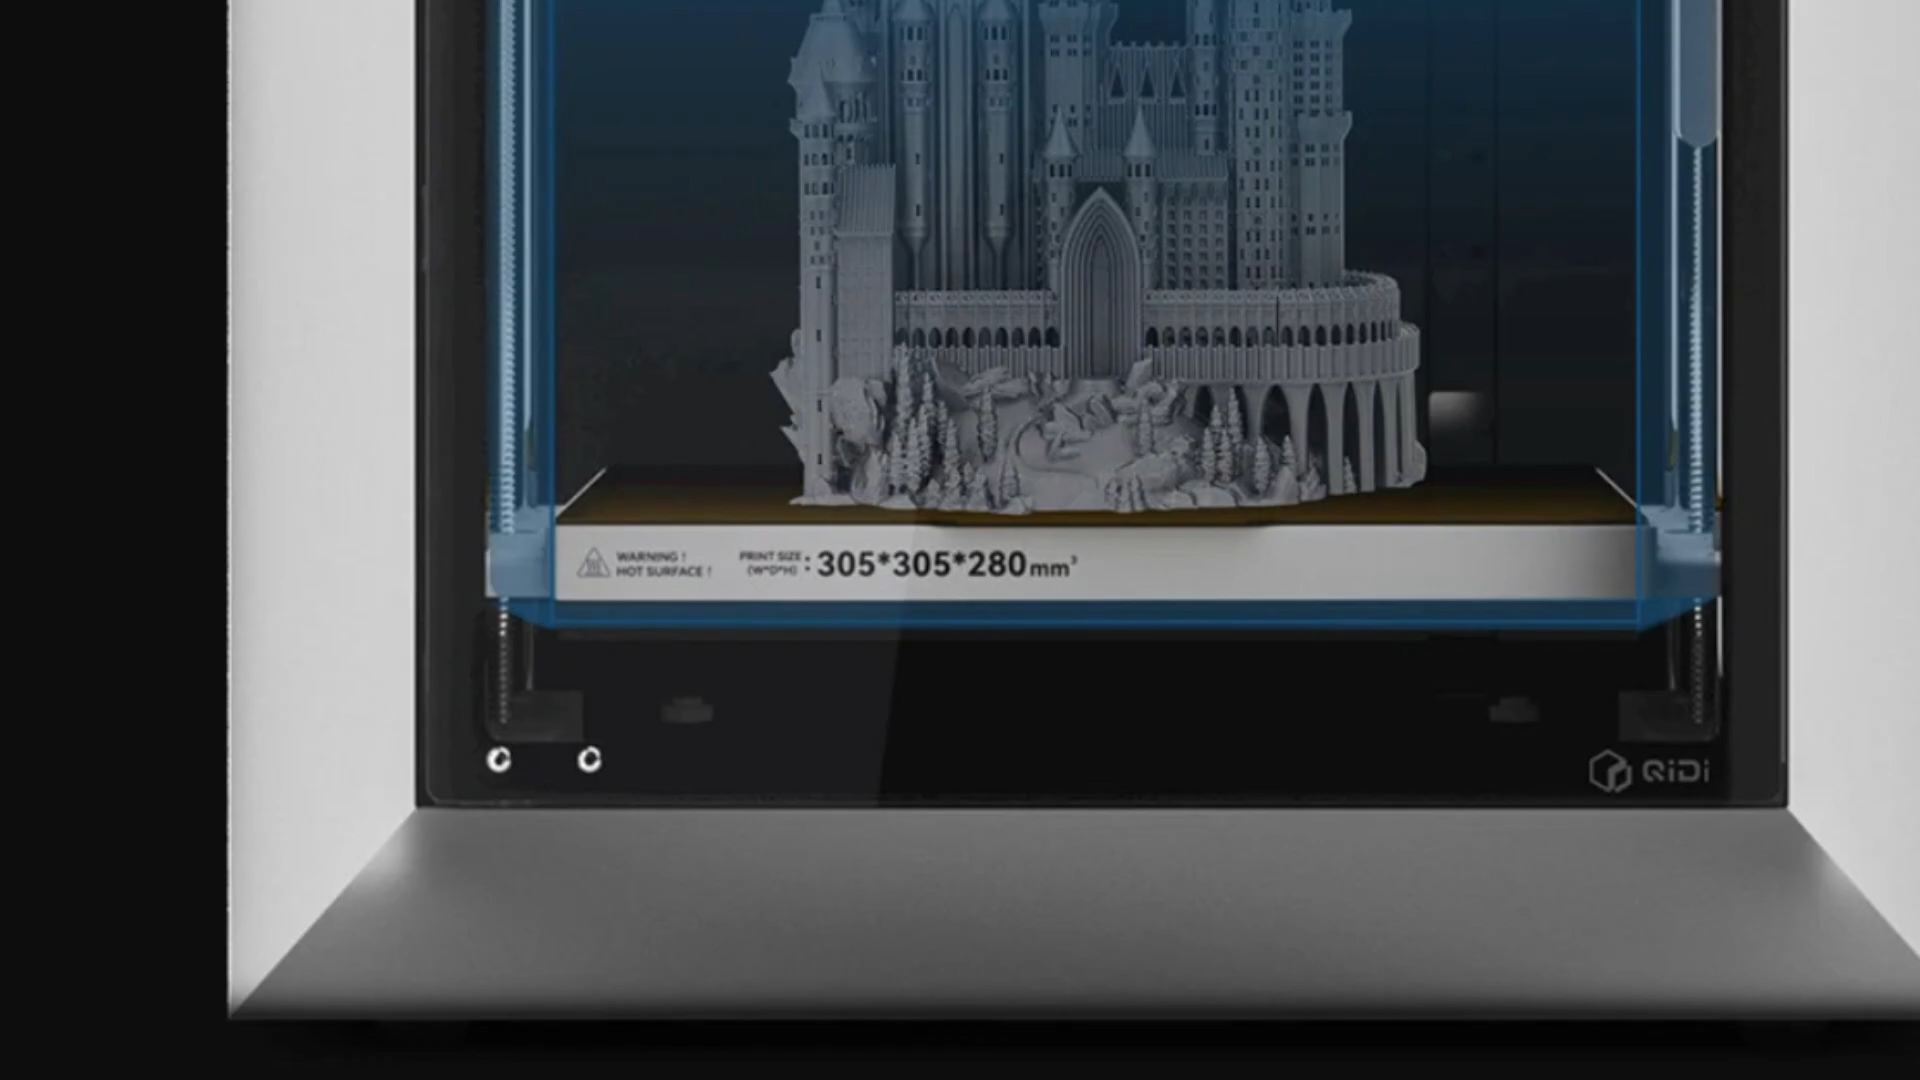 WARNING !
HOT SURFACE !
PRINT SIZE
(W*D*H) : 305*305*280mm³
QIDI